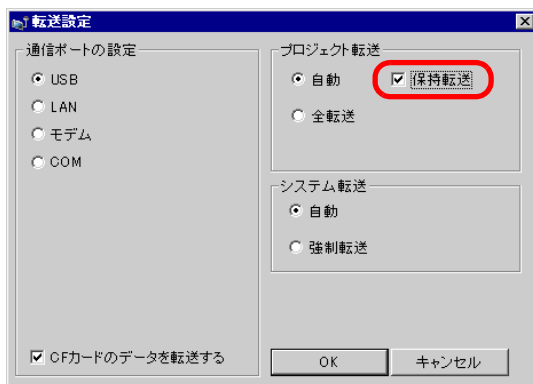 転送設定
通信ポートの設定
USB
LAN
モデム
COM
CFカードのデータを転送する
プロジェクト転送
自動
保持転送
全転送
システム転送
自動
強制転送
OK
キャンセル